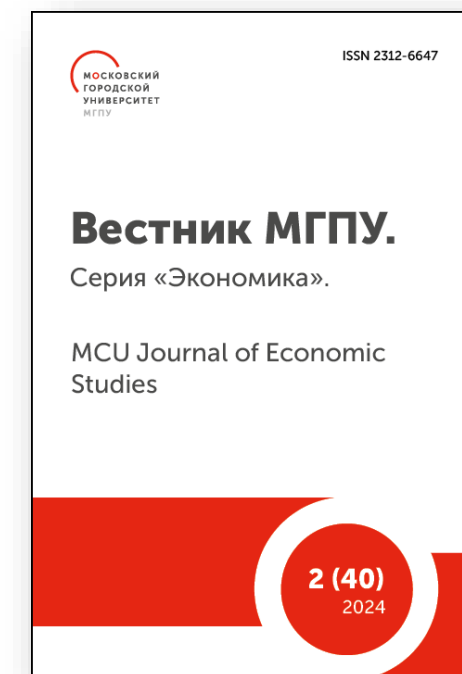 МОСКОВСКИЙ
ГОРОДСКОЙ
УНИВЕРСИТЕТ
МГПУ
ISSN 2312-6647
Вестник МГПУ.
Серия «Экономика».
MCU Journal of Economic
Studies
2 (40)
2024